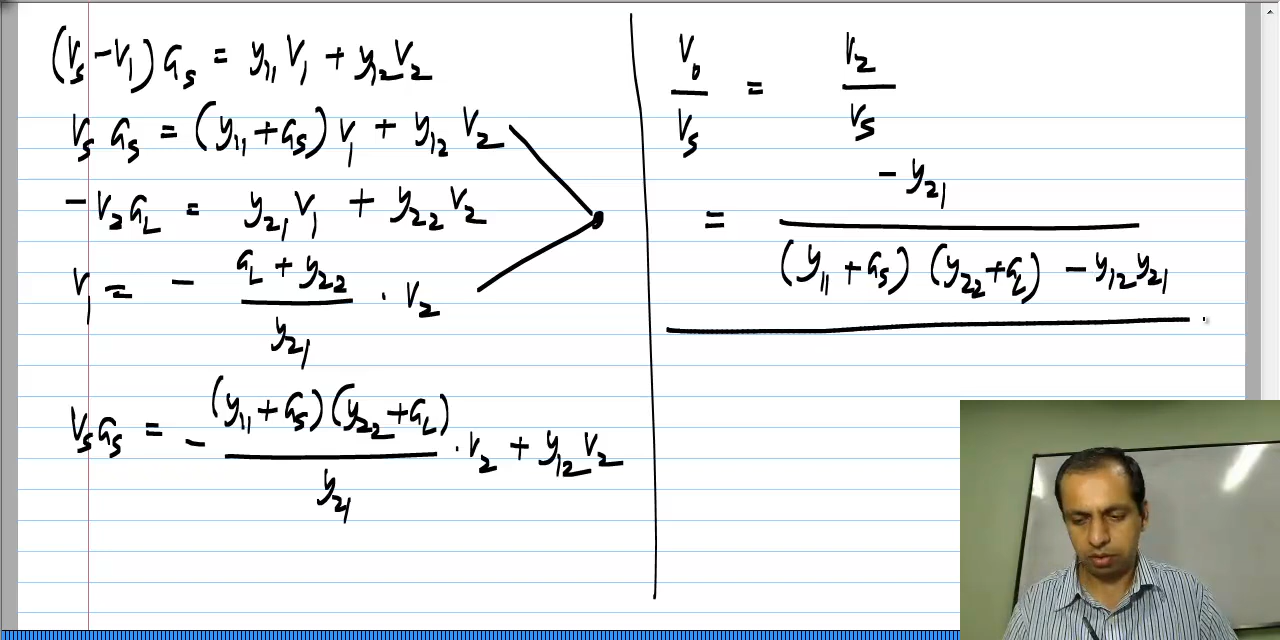 (Vs − V1) Gs = y11 V1 + y12 V2
Vs Gs = (y11 + Gs) V1 + y12 V2
− V2 GL = y21 V1 + y22 V2
V1 = − (GL + y22) / y21 · V2
Vs Gs = − (y11 + Gs) (y22 + GL) / y21 · V2 + y12 V2
Vo / Vs = V2 / Vs
= − y21 / (y11 + Gs) (y22 + GL) − y12 y21